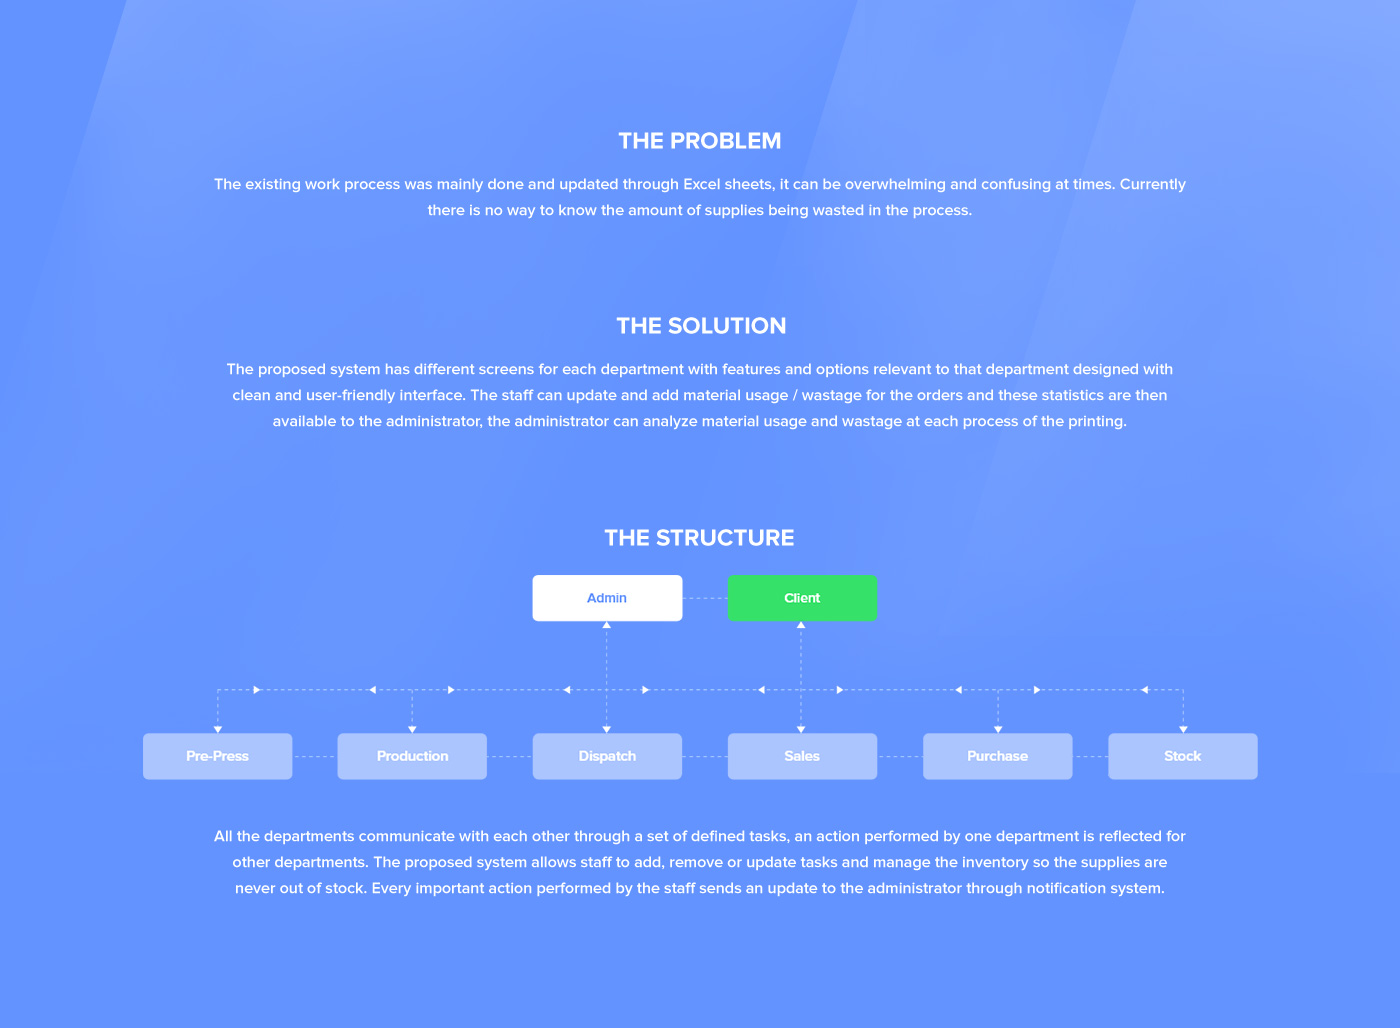 THE PROBLEM
The existing work process was mainly done and updated through Excel sheets, it can be overwhelming and confusing at times. Currently
there is no way to know the amount of supplies being wasted in the process.
THE SOLUTION
The proposed system has different screens for each department with features and options relevant to that department designed with
clean and user-friendly interface. The staff can update and add material usage / wastage for the orders and these statistics are then
available to the administrator, the administrator can analyze material usage and wastage at each process of the printing.
THE STRUCTURE
Admin
Client
Pre-Press
Production
Dispatch
Sales
Purchase
Stock
All the departments communicate with each other through a set of defined tasks, an action performed by one department is reflected for
other departments. The proposed system allows staff to add, remove or update tasks and manage the inventory so the supplies are
never out of stock. Every important action performed by the staff sends an update to the administrator through notification system.